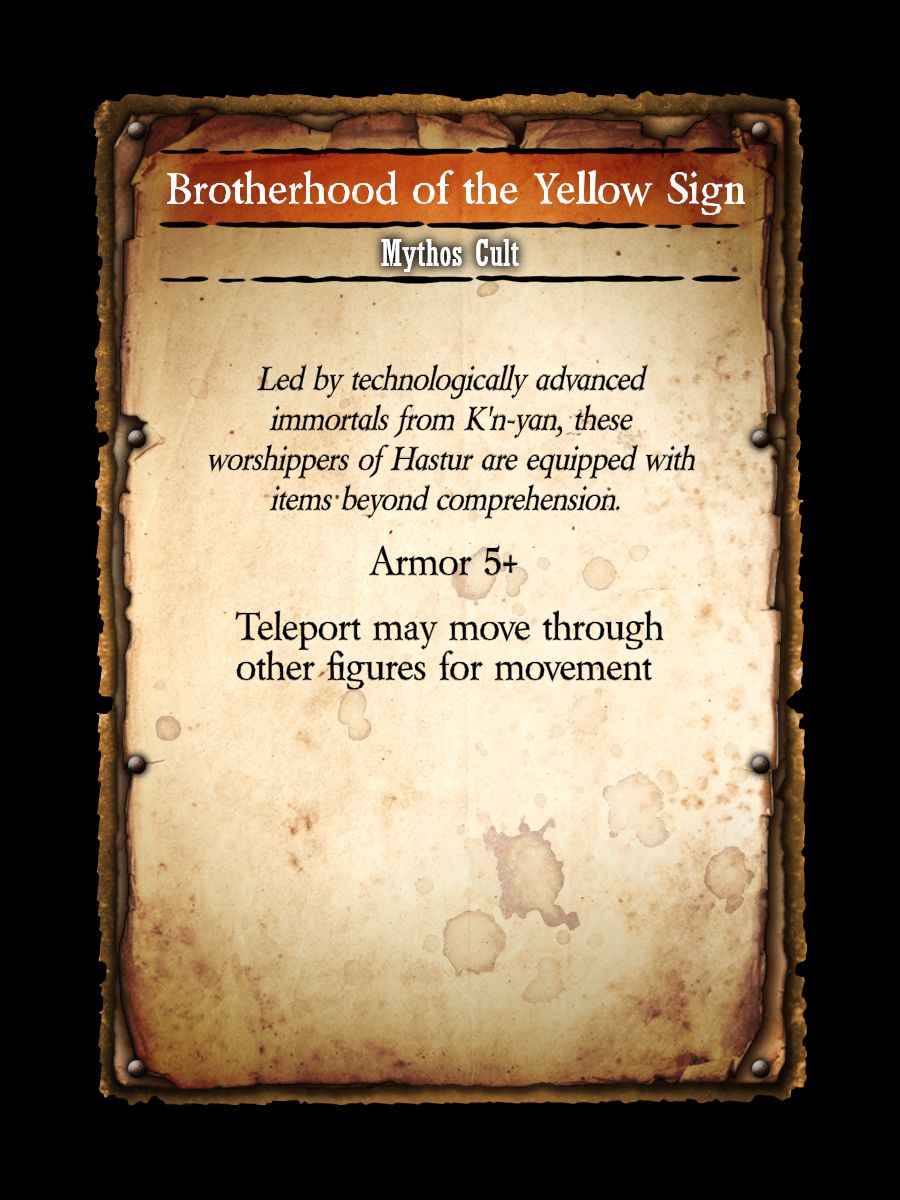 Brotherhood of the Yellow Sign
Mythos Cult
Led by technologically advanced
immortals from K'n-yan, these
worshippers of Hastur are equipped with
items beyond comprehension.
Armor 5+
Teleport may move through
other figures for movement